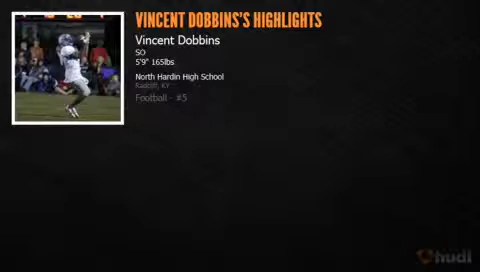 VINCENT DOBBINS'S HIGHLIGHTS
Vincent Dobbins
SO
5'9" 165lbs
North Hardin High School
Radcliff, KY
Football - #5
hudl